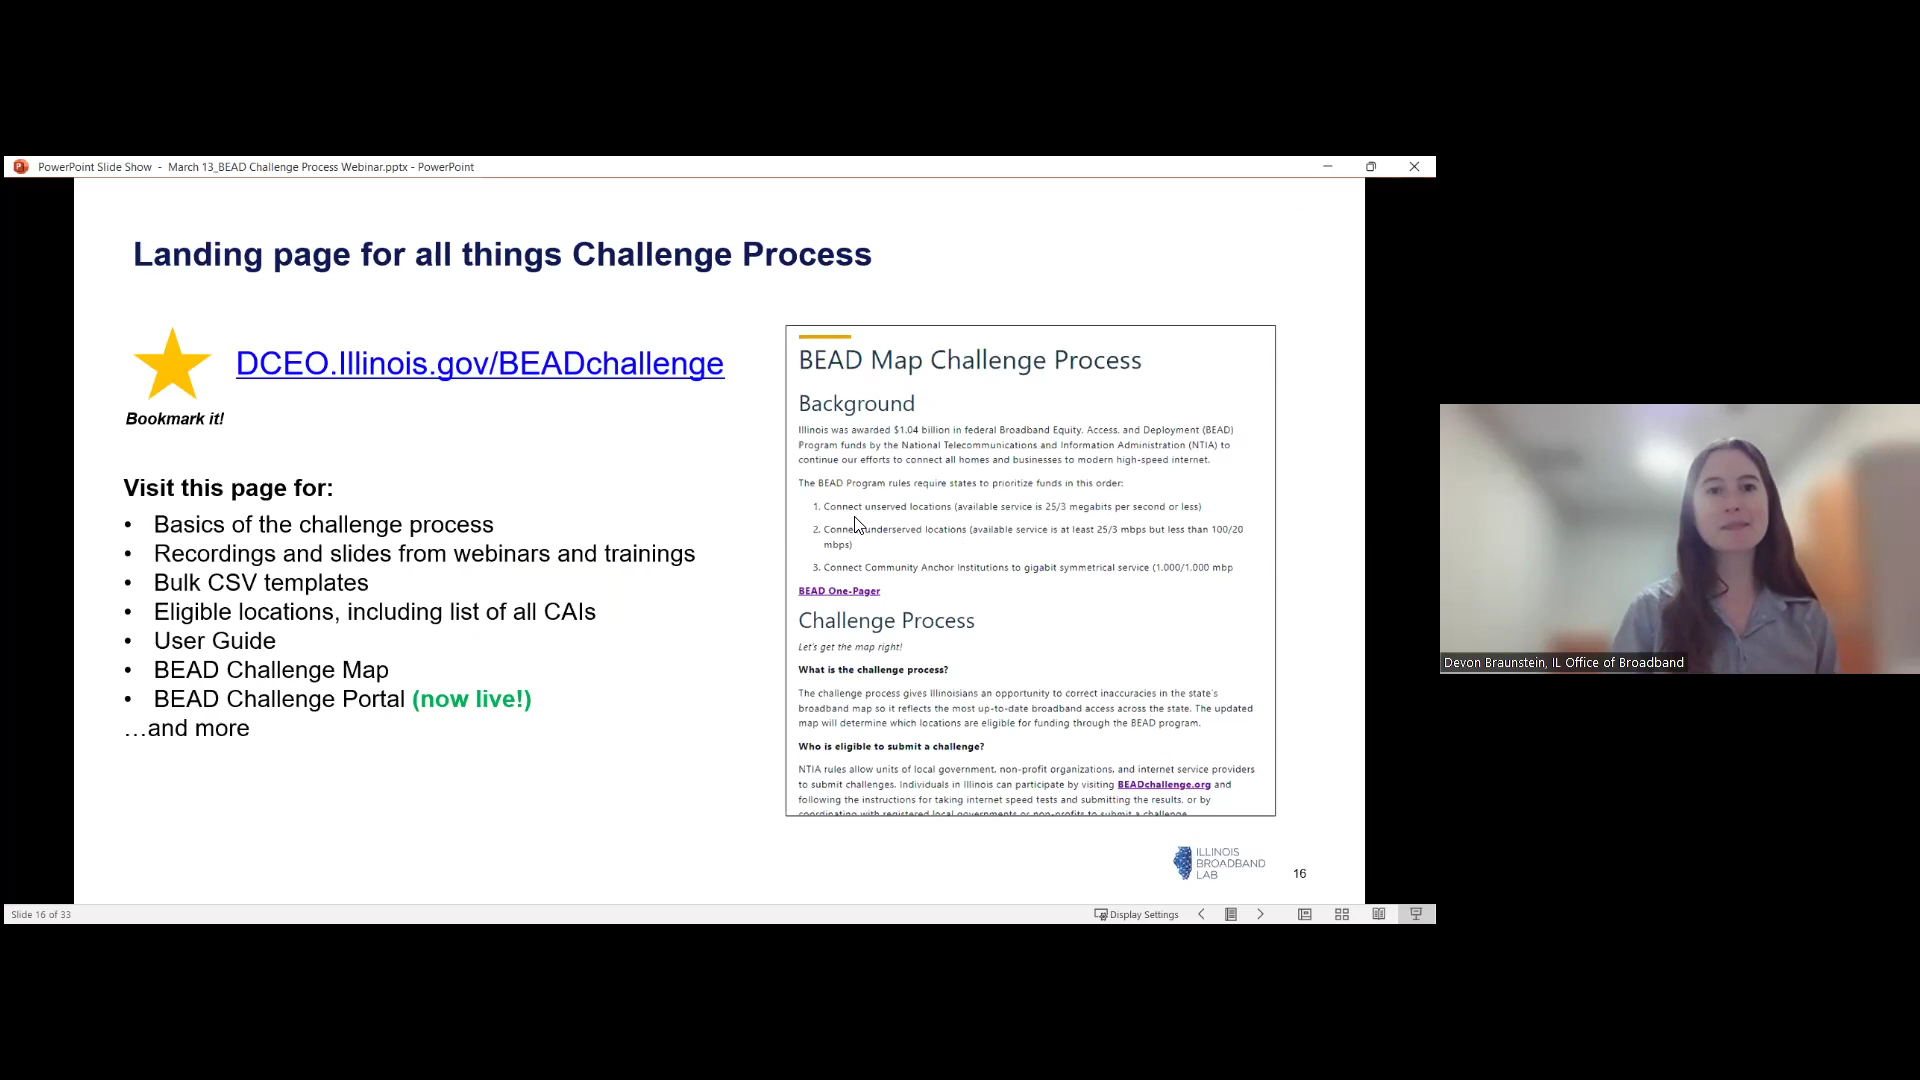 PowerPoint Slide Show - March 13_BEAD Challenge Process Webinar.pptx - PowerPoint
Landing page for all things Challenge Process
DCEO.Illinois.gov/BEADchallenge
Bookmark it!
Visit this page for:
• Basics of the challenge process
• Recordings and slides from webinars and trainings
• Bulk CSV templates
• Eligible locations, including list of all CAIs
• User Guide
• BEAD Challenge Map
• BEAD Challenge Portal (now live!)
…and more
BEAD Map Challenge Process
Background
Illinois was awarded $1.04 billion in federal Broadband Equity, Access, and Deployment (BEAD)
Program funds by the National Telecommunications and Information Administration (NTIA) to
continue our efforts to connect all homes and businesses to modern high-speed internet.
The BEAD Program rules require states to prioritize funds in this order:
1. Connect unserved locations (available service is 25/3 megabits per second or less)
2. Connect underserved locations (available service is at least 25/3 mbps but less than 100/20
mbps)
3. Connect Community Anchor Institutions to gigabit symmetrical service (1,000/1,000 mbp
BEAD One-Pager
Challenge Process
Let's get the map right!
What is the challenge process?
The challenge process gives Illinoisians an opportunity to correct inaccuracies in the state's
broadband map so it reflects the most up-to-date broadband access across the state. The updated
map will determine which locations are eligible for funding through the BEAD program.
Who is eligible to submit a challenge?
NTIA rules allow units of local government, non-profit organizations, and internet service providers
to submit challenges. Individuals in Illinois can participate by visiting BEADchallenge.org and
following the instructions for taking internet speed tests and submitting the results, or by
coordinating with registered local governments or non-profits to submit a challenge.
ILLINOIS
BROADBAND
LAB
16
Devon Braunstein, IL Office of Broadband
Slide 16 of 33
Display Settings